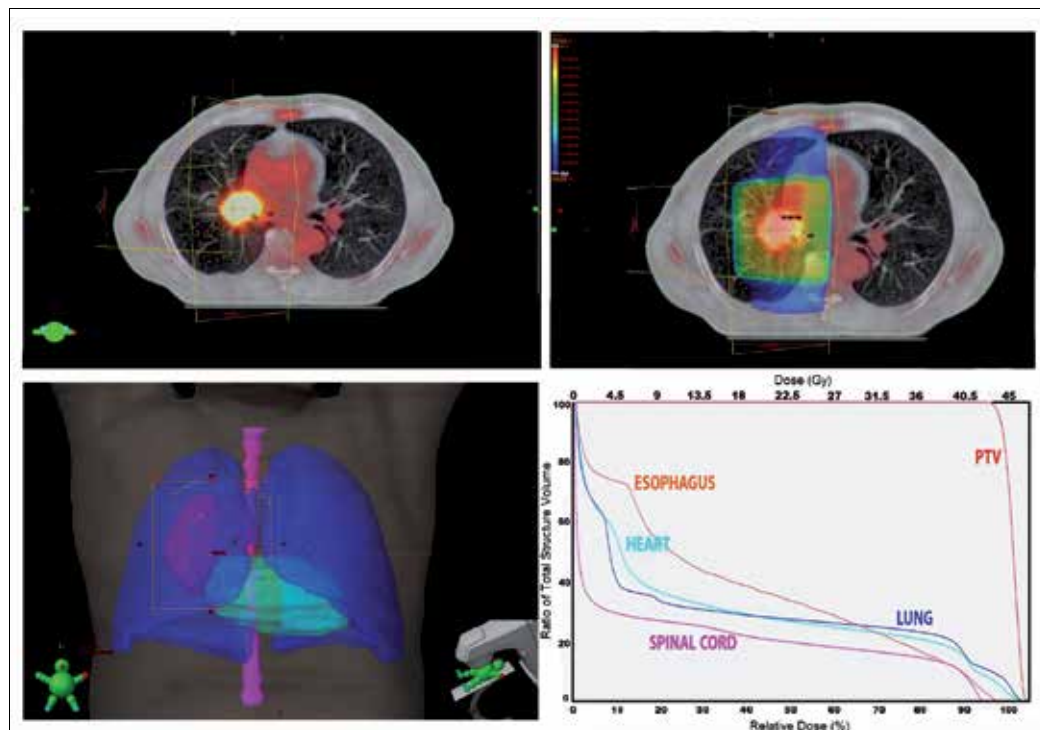 Dose (Gy)
0 4.5 9 13.5 18 22.5 27 31.5 36 40.5 45
100
80
60
40
20
0
Ratio of Total Structure Volume
PTV
ESOPHAGUS
HEART
LUNG
SPINAL CORD
0 10 20 30 40 50 60 70 80 90 100
Relative Dose (%)